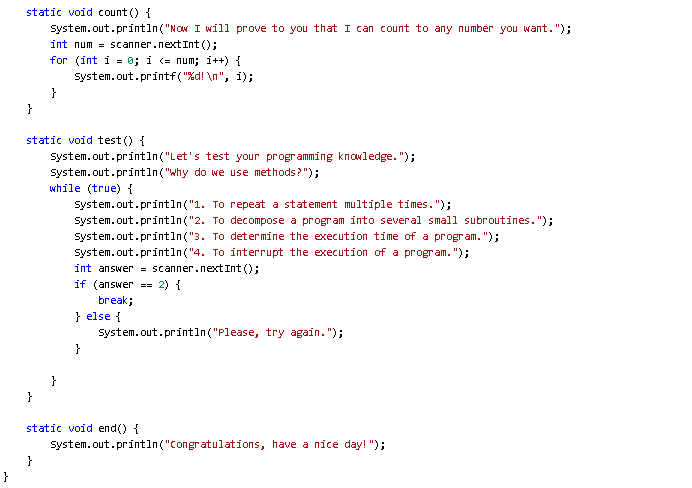 static void count() {
System.out.println("Now I will prove to you that I can count to any number you want.");
int num = scanner.nextInt();
for (int i = 0; i <= num; i++) {
System.out.printf("%d!\n", i);
}
}
static void test() {
System.out.println("Let's test your programming knowledge.");
System.out.println("Why do we use methods?");
while (true) {
System.out.println("1. To repeat a statement multiple times.");
System.out.println("2. To decompose a program into several small subroutines.");
System.out.println("3. To determine the execution time of a program.");
System.out.println("4. To interrupt the execution of a program.");
int answer = scanner.nextInt();
if (answer == 2) {
break;
} else {
System.out.println("Please, try again.");
}
}
}
static void end() {
System.out.println("Congratulations, have a nice day!");
}
}